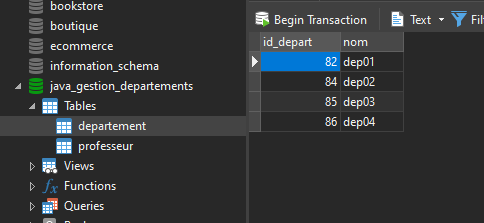 bookstore
boutique
ecommerce
information_schema
java_gestion_departements
Tables
departement
professeur
Views
Functions
Queries
Begin Transaction Text Filte
id_depart nom
82 dep01
84 dep02
85 dep03
86 dep04